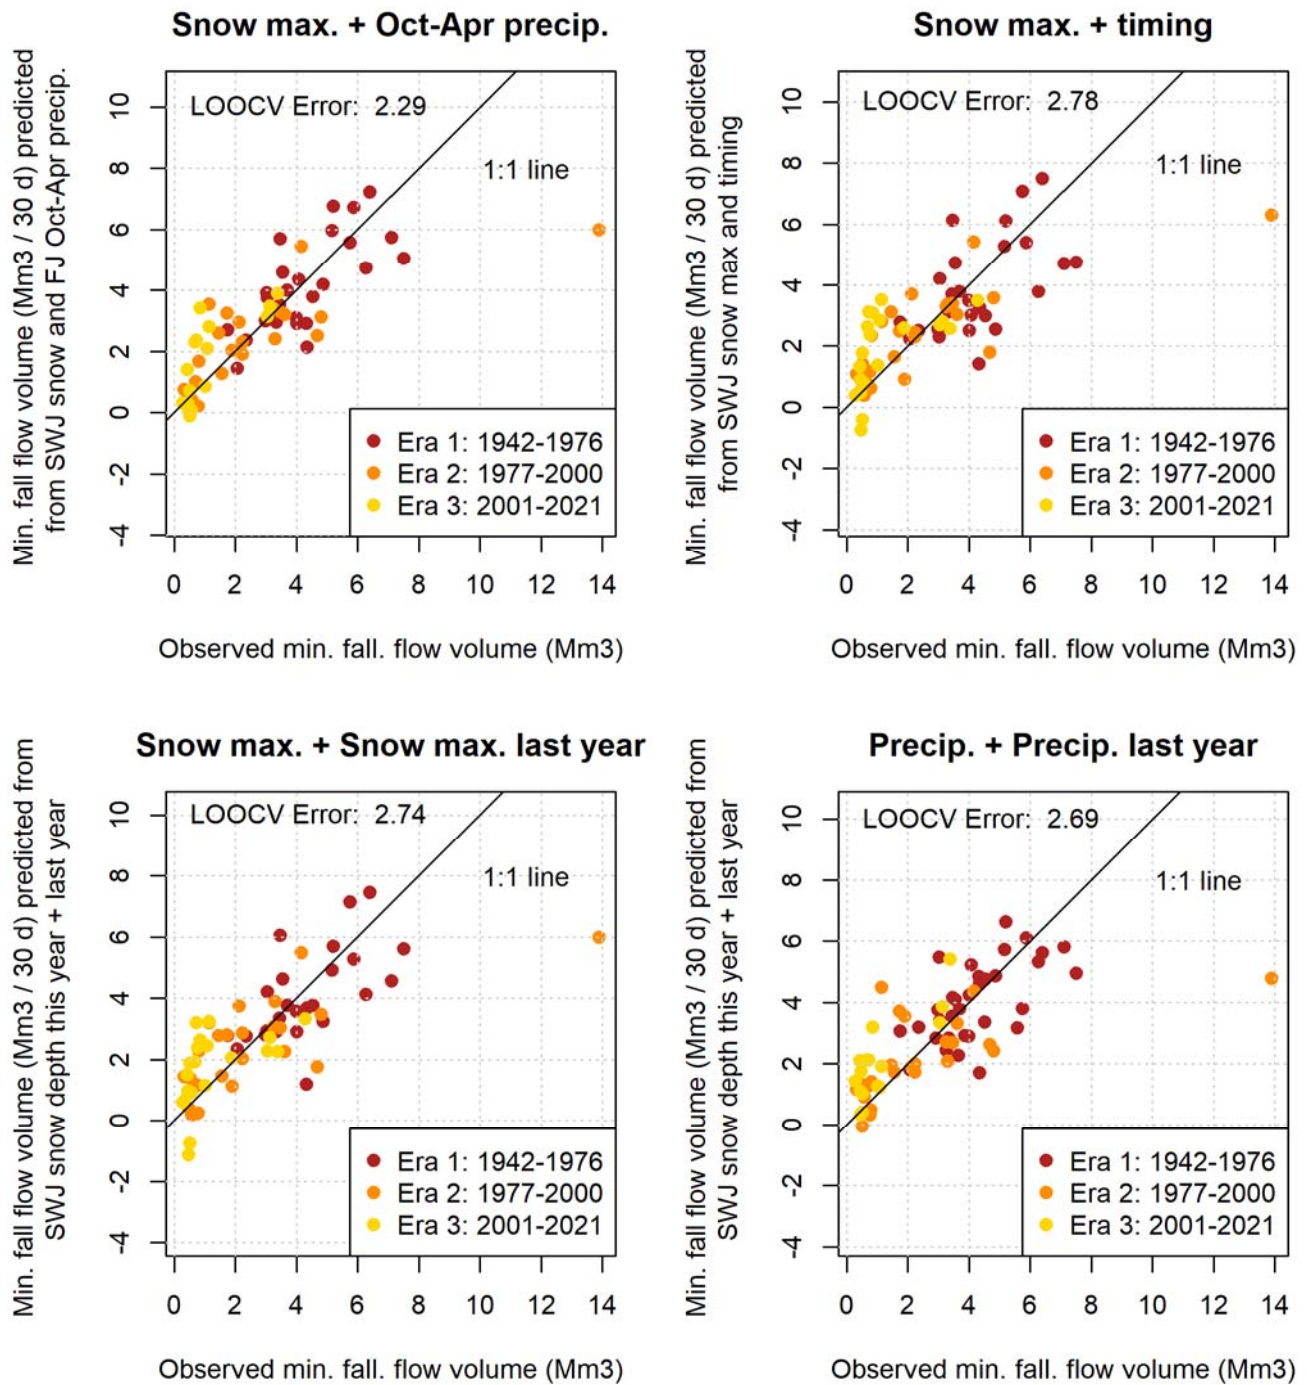 Snow max. + Oct-Apr precip.
Min. fall flow volume (Mm3 / 30 d) predicted
from SWJ snow and FJ Oct-Apr precip.
LOOCV Error: 2.29
1:1 line
10
8
6
4
2
0
-2
-4
Era 1: 1942-1976
Era 2: 1977-2000
Era 3: 2001-2021
0 2 4 6 8 10 12 14
Observed min. fall. flow volume (Mm3)
Snow max. + timing
Min. fall flow volume (Mm3 / 30 d) predicted
from SWJ snow max and timing
LOOCV Error: 2.78
1:1 line
10
8
6
4
2
0
-2
-4
Era 1: 1942-1976
Era 2: 1977-2000
Era 3: 2001-2021
0 2 4 6 8 10 12 14
Observed min. fall. flow volume (Mm3)
Snow max. + Snow max. last year
Min. fall flow volume (Mm3 / 30 d) predicted from
SWJ snow depth this year + last year
LOOCV Error: 2.74
1:1 line
10
8
6
4
2
0
-2
-4
Era 1: 1942-1976
Era 2: 1977-2000
Era 3: 2001-2021
0 2 4 6 8 10 12 14
Observed min. fall. flow volume (Mm3)
Precip. + Precip. last year
Min. fall flow volume (Mm3 / 30 d) predicted from
SWJ snow depth this year + last year
LOOCV Error: 2.69
1:1 line
10
8
6
4
2
0
-2
-4
Era 1: 1942-1976
Era 2: 1977-2000
Era 3: 2001-2021
0 2 4 6 8 10 12 14
Observed min. fall. flow volume (Mm3)